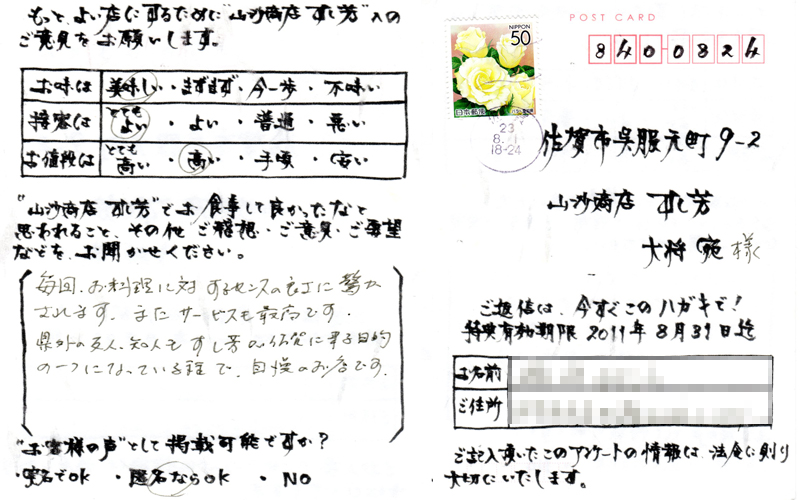 もっと、よい店にするために"山沙商店 すし芳"への
ご意見をお願いします。
お味は 美味しい・まずまず・今一歩・不味い
接客は とてもよい・よい・普通・悪い
お値段は とても高い・高い・手頃・安い
"山沙商店 すし芳"でお食事して良かったなと
思われること、その他ご感想・ご意見・ご要望
などを、お聞かせください。
毎回、お料理に対するセンスの良さに驚か
されます。またサービスも最高です。
県外の友人、知人もすし芳が佐賀に来る目的
の一つになっている程で、自慢のお店です。
"お客様の声"として掲載可能ですか?
・実名でOK ・匿名ならOK ・NO
POST CARD
NIPPON
50
日本郵便
8400824
23
8
18-24
佐賀市呉服元町9-2
山沙商店 すし芳
大将 宛 様
ご返信は、今すぐこのハガキで!
特典有効期限 2011年8月31日迄
お名前
ご住所
ご記入頂いたこのアンケートの情報は、法令に則り
大切にいたします。